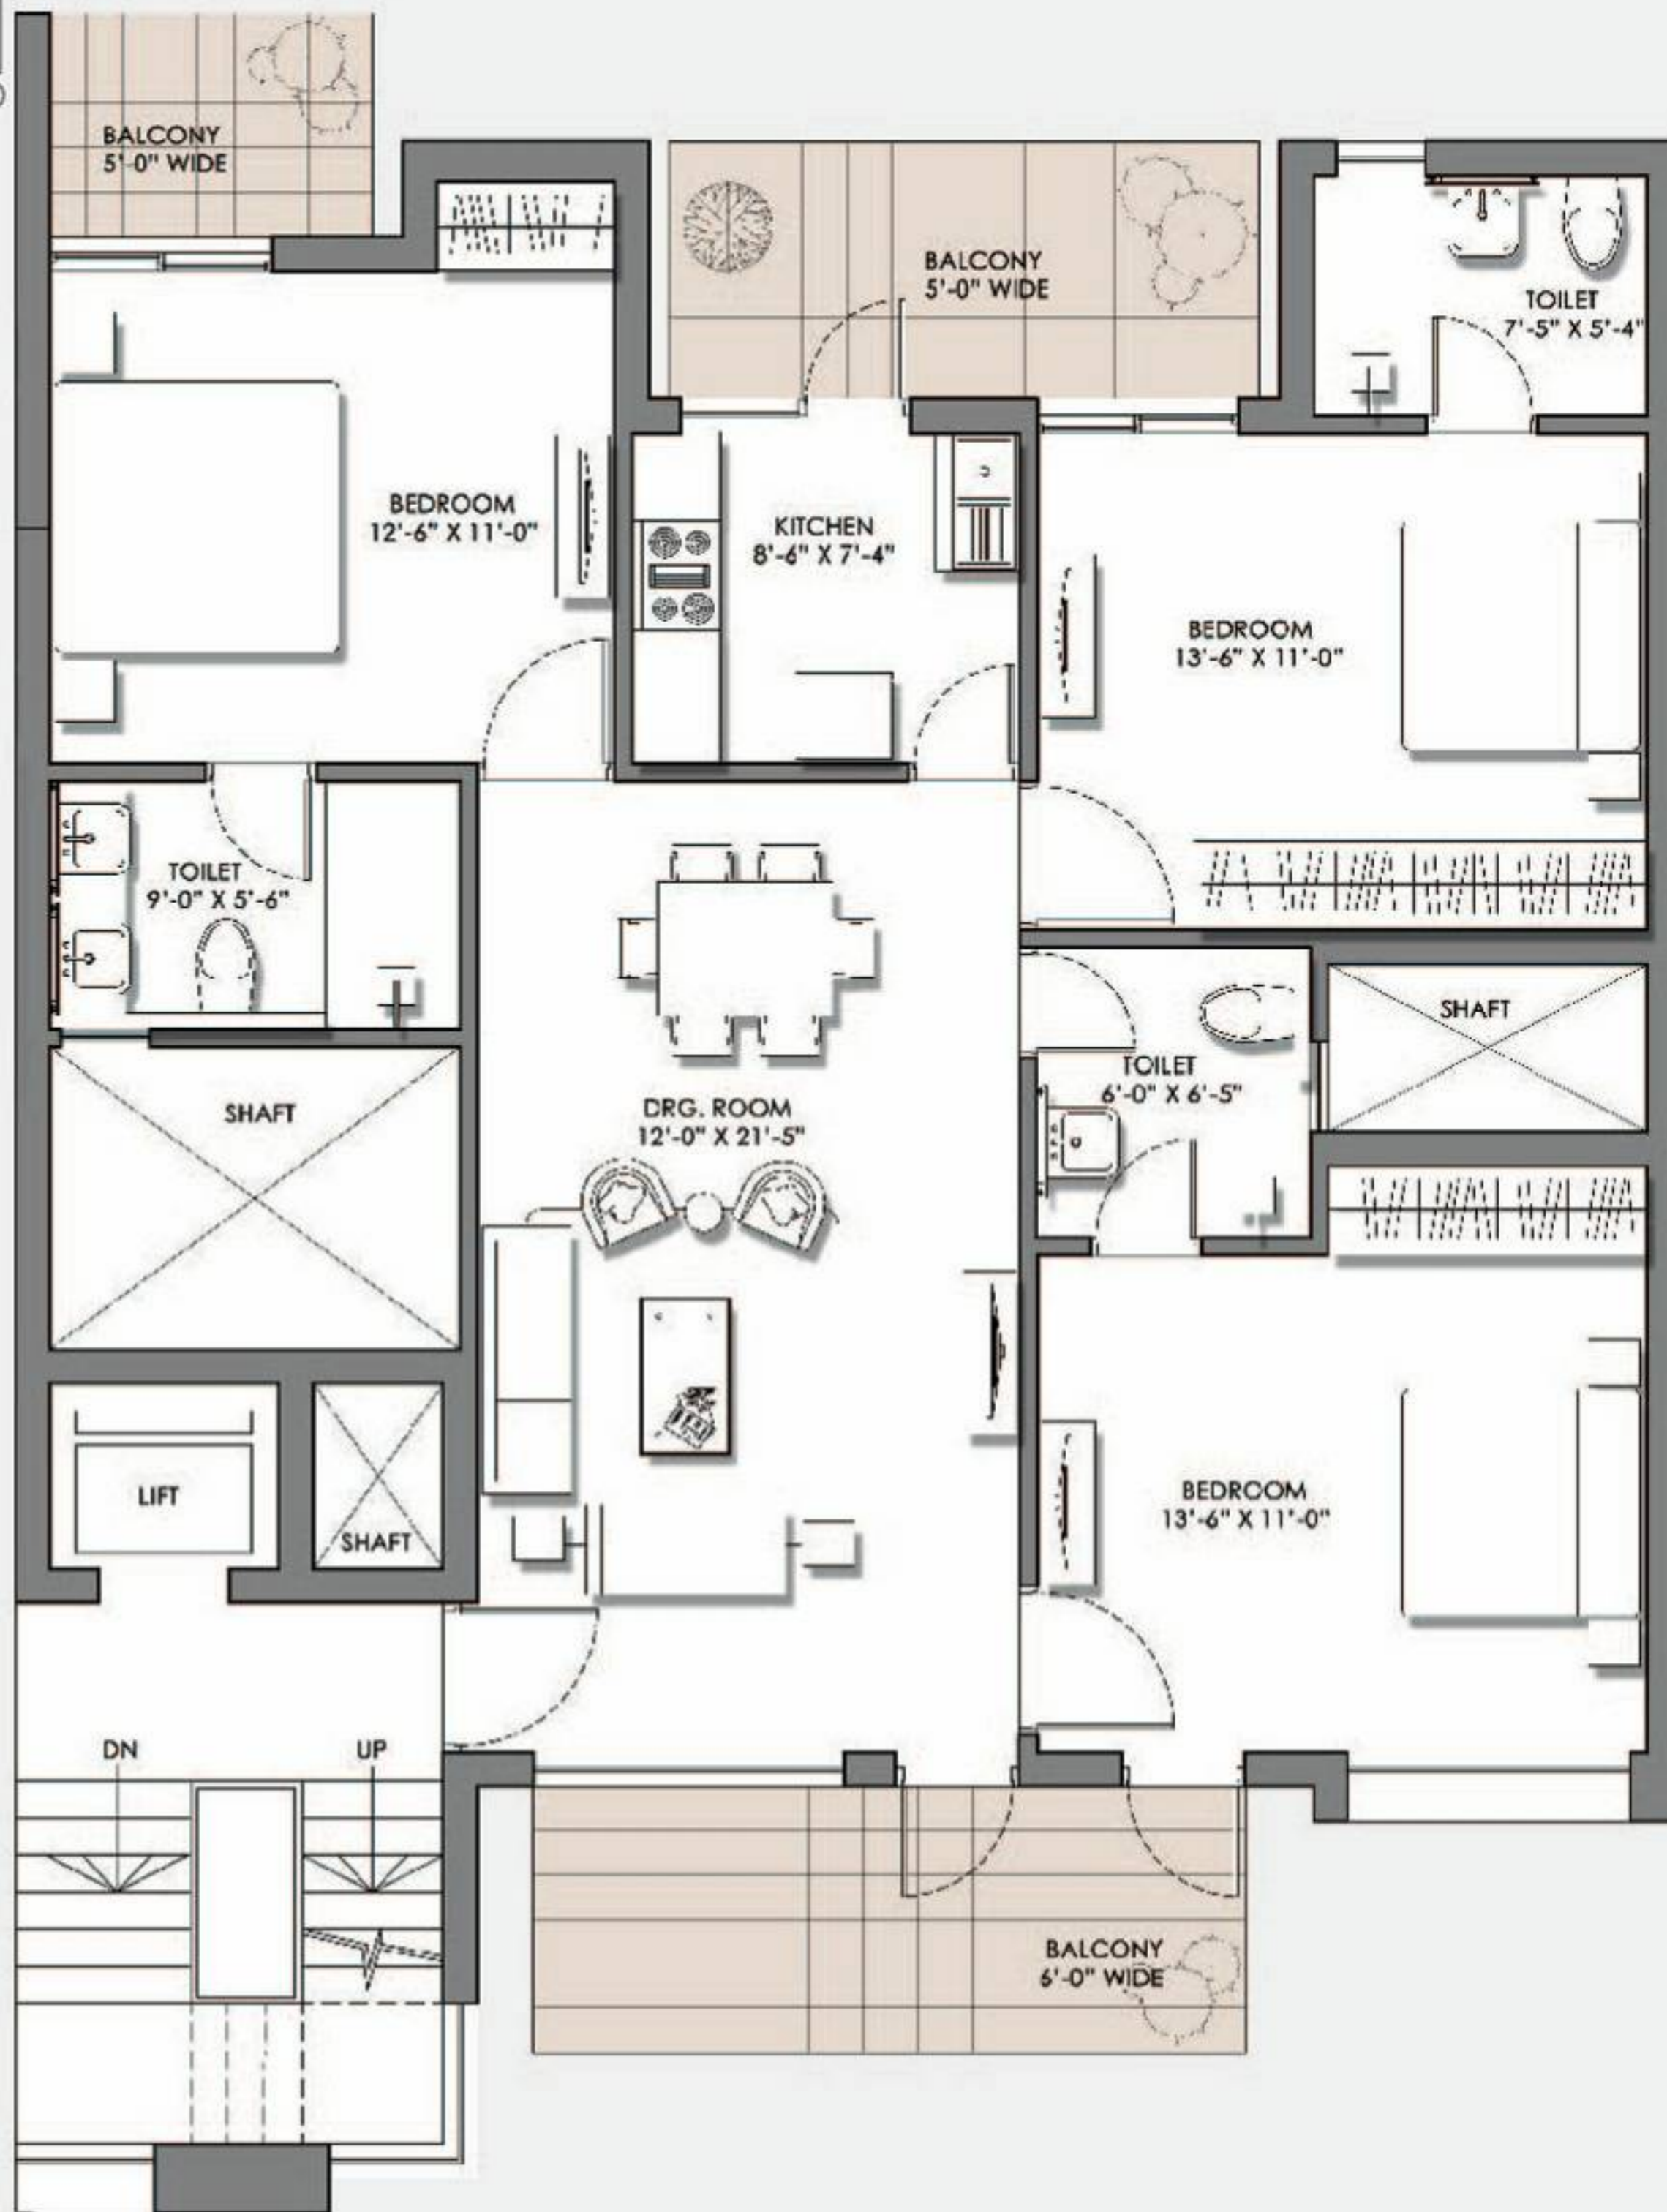 BALCONY
5'-0" WIDE
BALCONY
5'-0" WIDE
TOILET
7'-5" X 5'-4"
BEDROOM
12'-6" X 11'-0"
KITCHEN
8'-6" X 7'-4"
BEDROOM
13'-6" X 11'-0"
TOILET
9'-0" X 5'-6"
SHAFT
TOILET
6'-0" X 6'-5"
SHAFT
DRG. ROOM
12'-0" X 21'-5"
LIFT
SHAFT
BEDROOM
13'-6" X 11'-0"
DN
UP
BALCONY
6'-0" WIDE